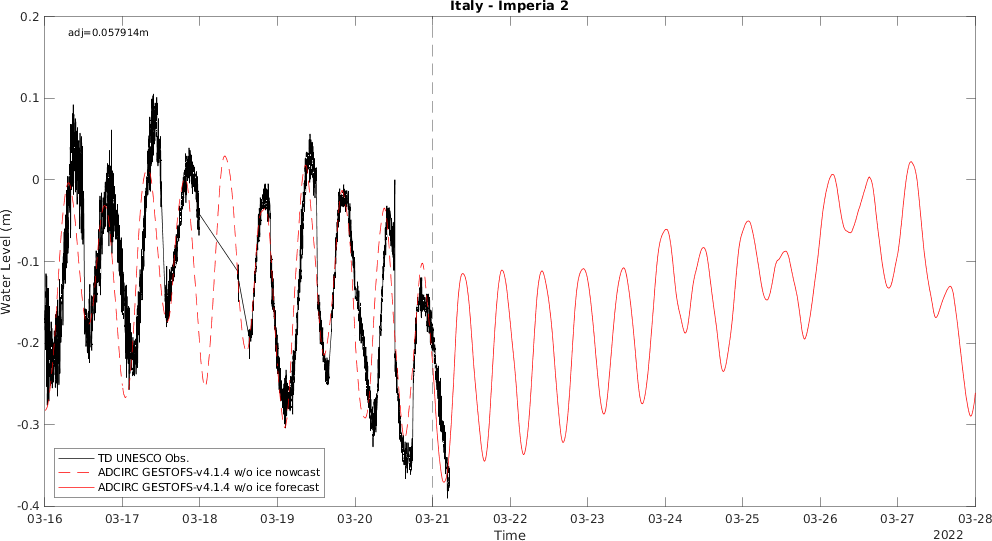 Italy - Imperia 2
adj=0.057914m
0.2
0.1
0
-0.1
-0.2
-0.3
-0.4
Water Level (m)
TD UNESCO Obs.
ADCIRC GESTOFS-v4.1.4 w/o ice nowcast
ADCIRC GESTOFS-v4.1.4 w/o ice forecast
03-16 03-17 03-18 03-19 03-20 03-21 03-22 03-23 03-24 03-25 03-26 03-27 03-28
Time
2022